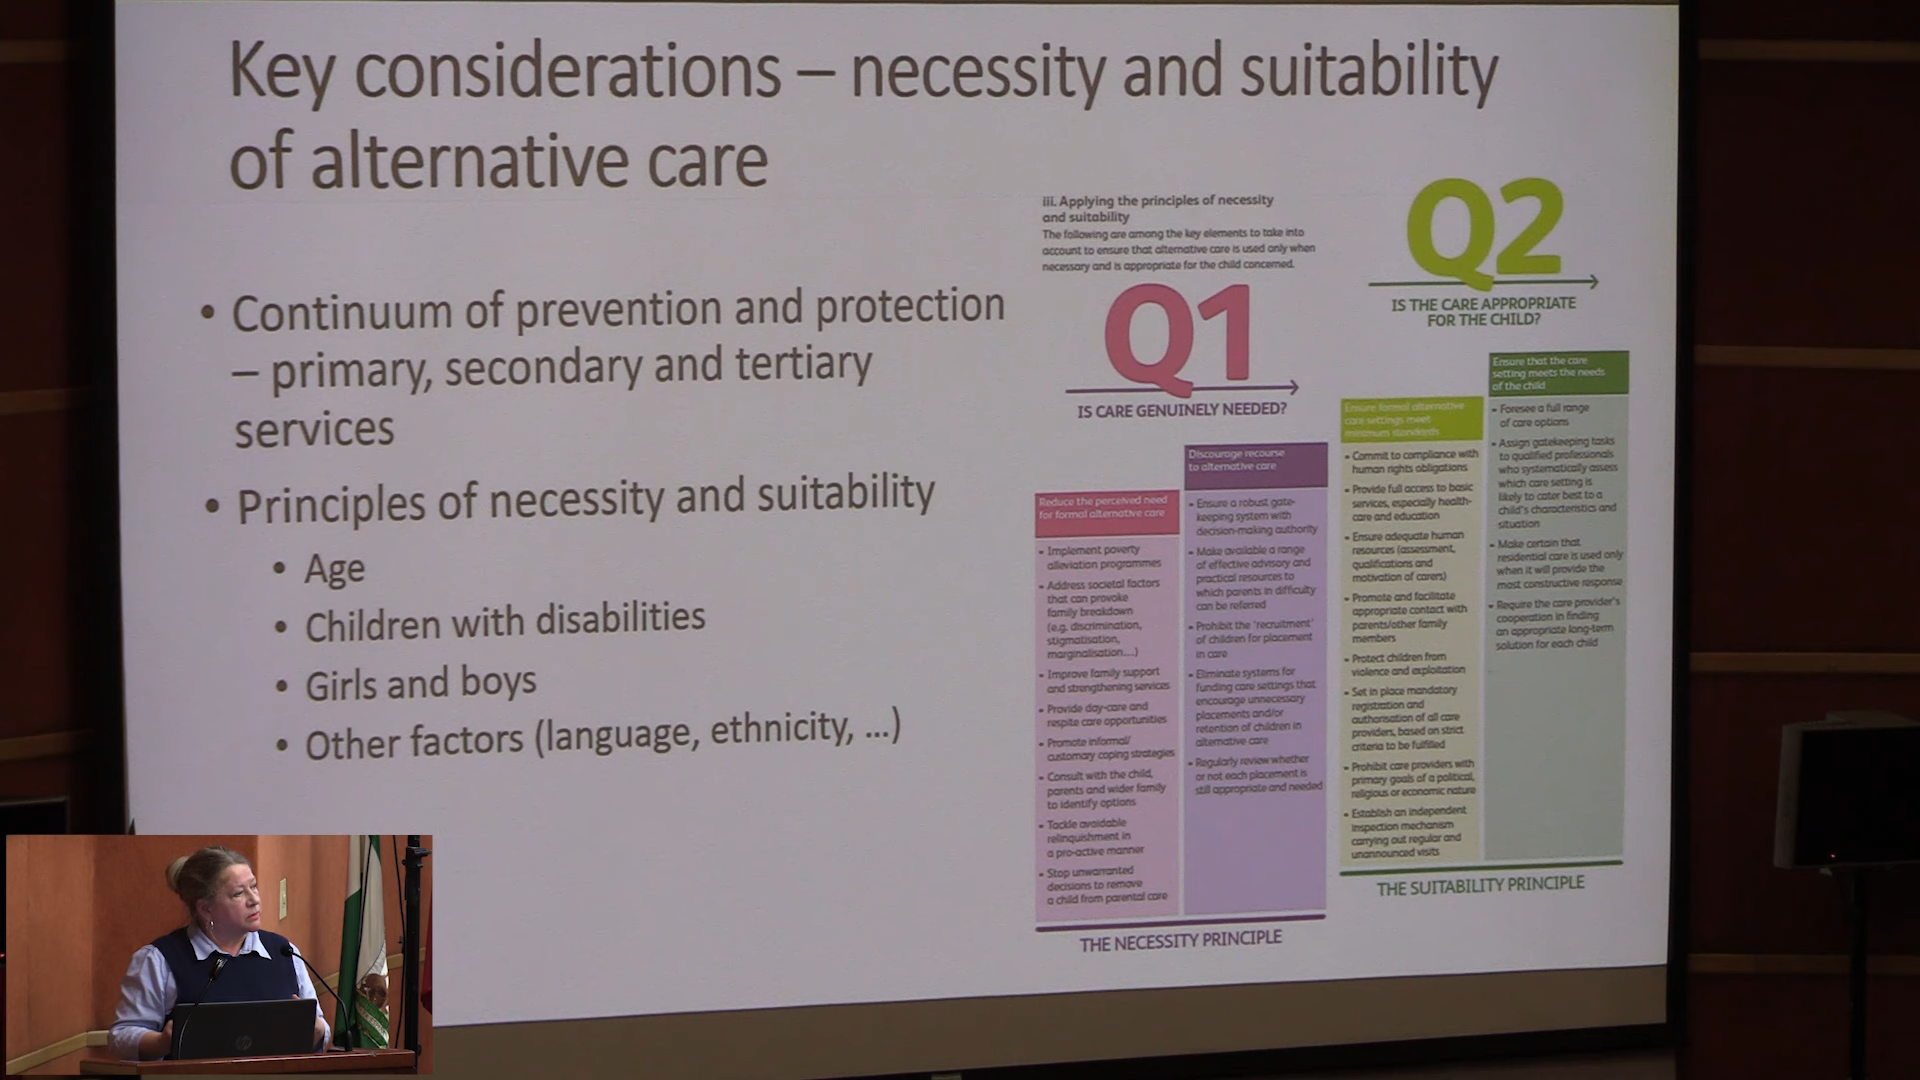 Key considerations – necessity and suitability
of alternative care
• Continuum of prevention and protection
– primary, secondary and tertiary
services
• Principles of necessity and suitability
• Age
• Children with disabilities
• Girls and boys
• Other factors (language, ethnicity, ...)
iii. Applying the principles of necessity
and suitability
The following are among the key elements to take into
account to ensure that alternative care is used only when
necessary and is appropriate for the child concerned.
Q1
IS CARE GENUINELY NEEDED?
Reduce the perceived need
for formal alternative care
- Implement poverty
alleviation programmes
- Address societal factors
that can provoke
family breakdown
(e.g. discrimination,
stigmatisation,
marginalisation...)
- Improve family support
and strengthening services
- Provide day-care and
respite care opportunities
- Promote informal/
customary coping strategies
- Consult with the child,
parents and wider family
to identify options
- Tackle avoidable
relinquishment in
a pro-active manner
- Stop unwarranted
decisions to remove
a child from parental care
Discourage recourse
to alternative care
- Ensure a robust gate-
keeping system with
decision-making authority
- Make available a range
of effective advisory and
practical resources to
which parents in difficulty
can be referred
- Prohibit the 'recruitment'
of children for placement
in care
- Eliminate systems for
funding care settings that
encourage unnecessary
placements and/or
retention of children in
alternative care
- Regularly review whether
or not each placement is
still appropriate and needed
THE NECESSITY PRINCIPLE
Q2
IS THE CARE APPROPRIATE
FOR THE CHILD?
Ensure formal alternative
care settings meet
minimum standards
- Commit to compliance with
human rights obligations
- Provide full access to basic
services, especially health-
care and education
- Ensure adequate human
resources (assessment,
qualifications and
motivation of carers)
- Promote and facilitate
appropriate contact with
parents/other family
members
- Protect children from
violence and exploitation
- Set in place mandatory
registration and
authorisation of all care
providers, based on strict
criteria to be fulfilled
- Prohibit care providers with
primary goals of a political,
religious or economic nature
- Establish an independent
inspection mechanism
carrying out regular and
unannounced visits
Ensure that the care
setting meets the needs
of the child
- Foresee a full range
of care options
- Assign gatekeeping tasks
to qualified professionals
who systematically assess
which care setting is
likely to cater best to a
child's characteristics and
situation
- Make certain that
residential care is used only
when it will provide the
most constructive response
- Require the care provider's
cooperation in finding
an appropriate long-term
solution for each child
THE SUITABILITY PRINCIPLE
hp